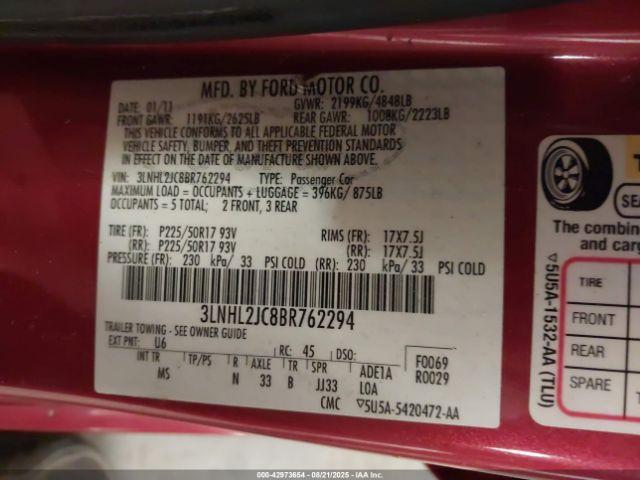 MFD. BY FORD MOTOR CO.
DATE: 01/11 GVWR: 2199KG/4848LB
FRONT GAWR: 1191KG/2625LB REAR GAWR: 1008KG/2223LB
THIS VEHICLE CONFORMS TO ALL APPLICABLE FEDERAL MOTOR
VEHICLE SAFETY, BUMPER, AND THEFT PREVENTION STANDARDS
IN EFFECT ON THE DATE OF MANUFACTURE SHOWN ABOVE.
VIN: 3LNHL2JC8BR762294 TYPE: Passenger Car
MAXIMUM LOAD = OCCUPANTS + LUGGAGE = 396KG/ 875LB
OCCUPANTS = 5 TOTAL; 2 FRONT, 3 REAR
TIRE (FR): P225/50R17 93V RIMS (FR): 17X7.5J
(RR): P225/50R17 93V (RR): 17X7.5J
PRESSURE (FR): 230 kPa/ 33 PSI COLD (RR): 230 kPa/ 33 PSI COLD
3LNHL2JC8BR762294
TRAILER TOWING - SEE OWNER GUIDE
EXT PNT: U6 RC: 45 DSO: F0069
INT TR TP/PS R AXLE TR SPR ADE1A R0029
MS N 33 B JJ33 LOA
CMC 5U5A-5420472-AA
SEA
The combin
and carg
TIRE
FRONT
REAR
SPARE
5U5A-1532-AA (TLU)
000-42973654 - 08/21/2025 - IAA Inc.